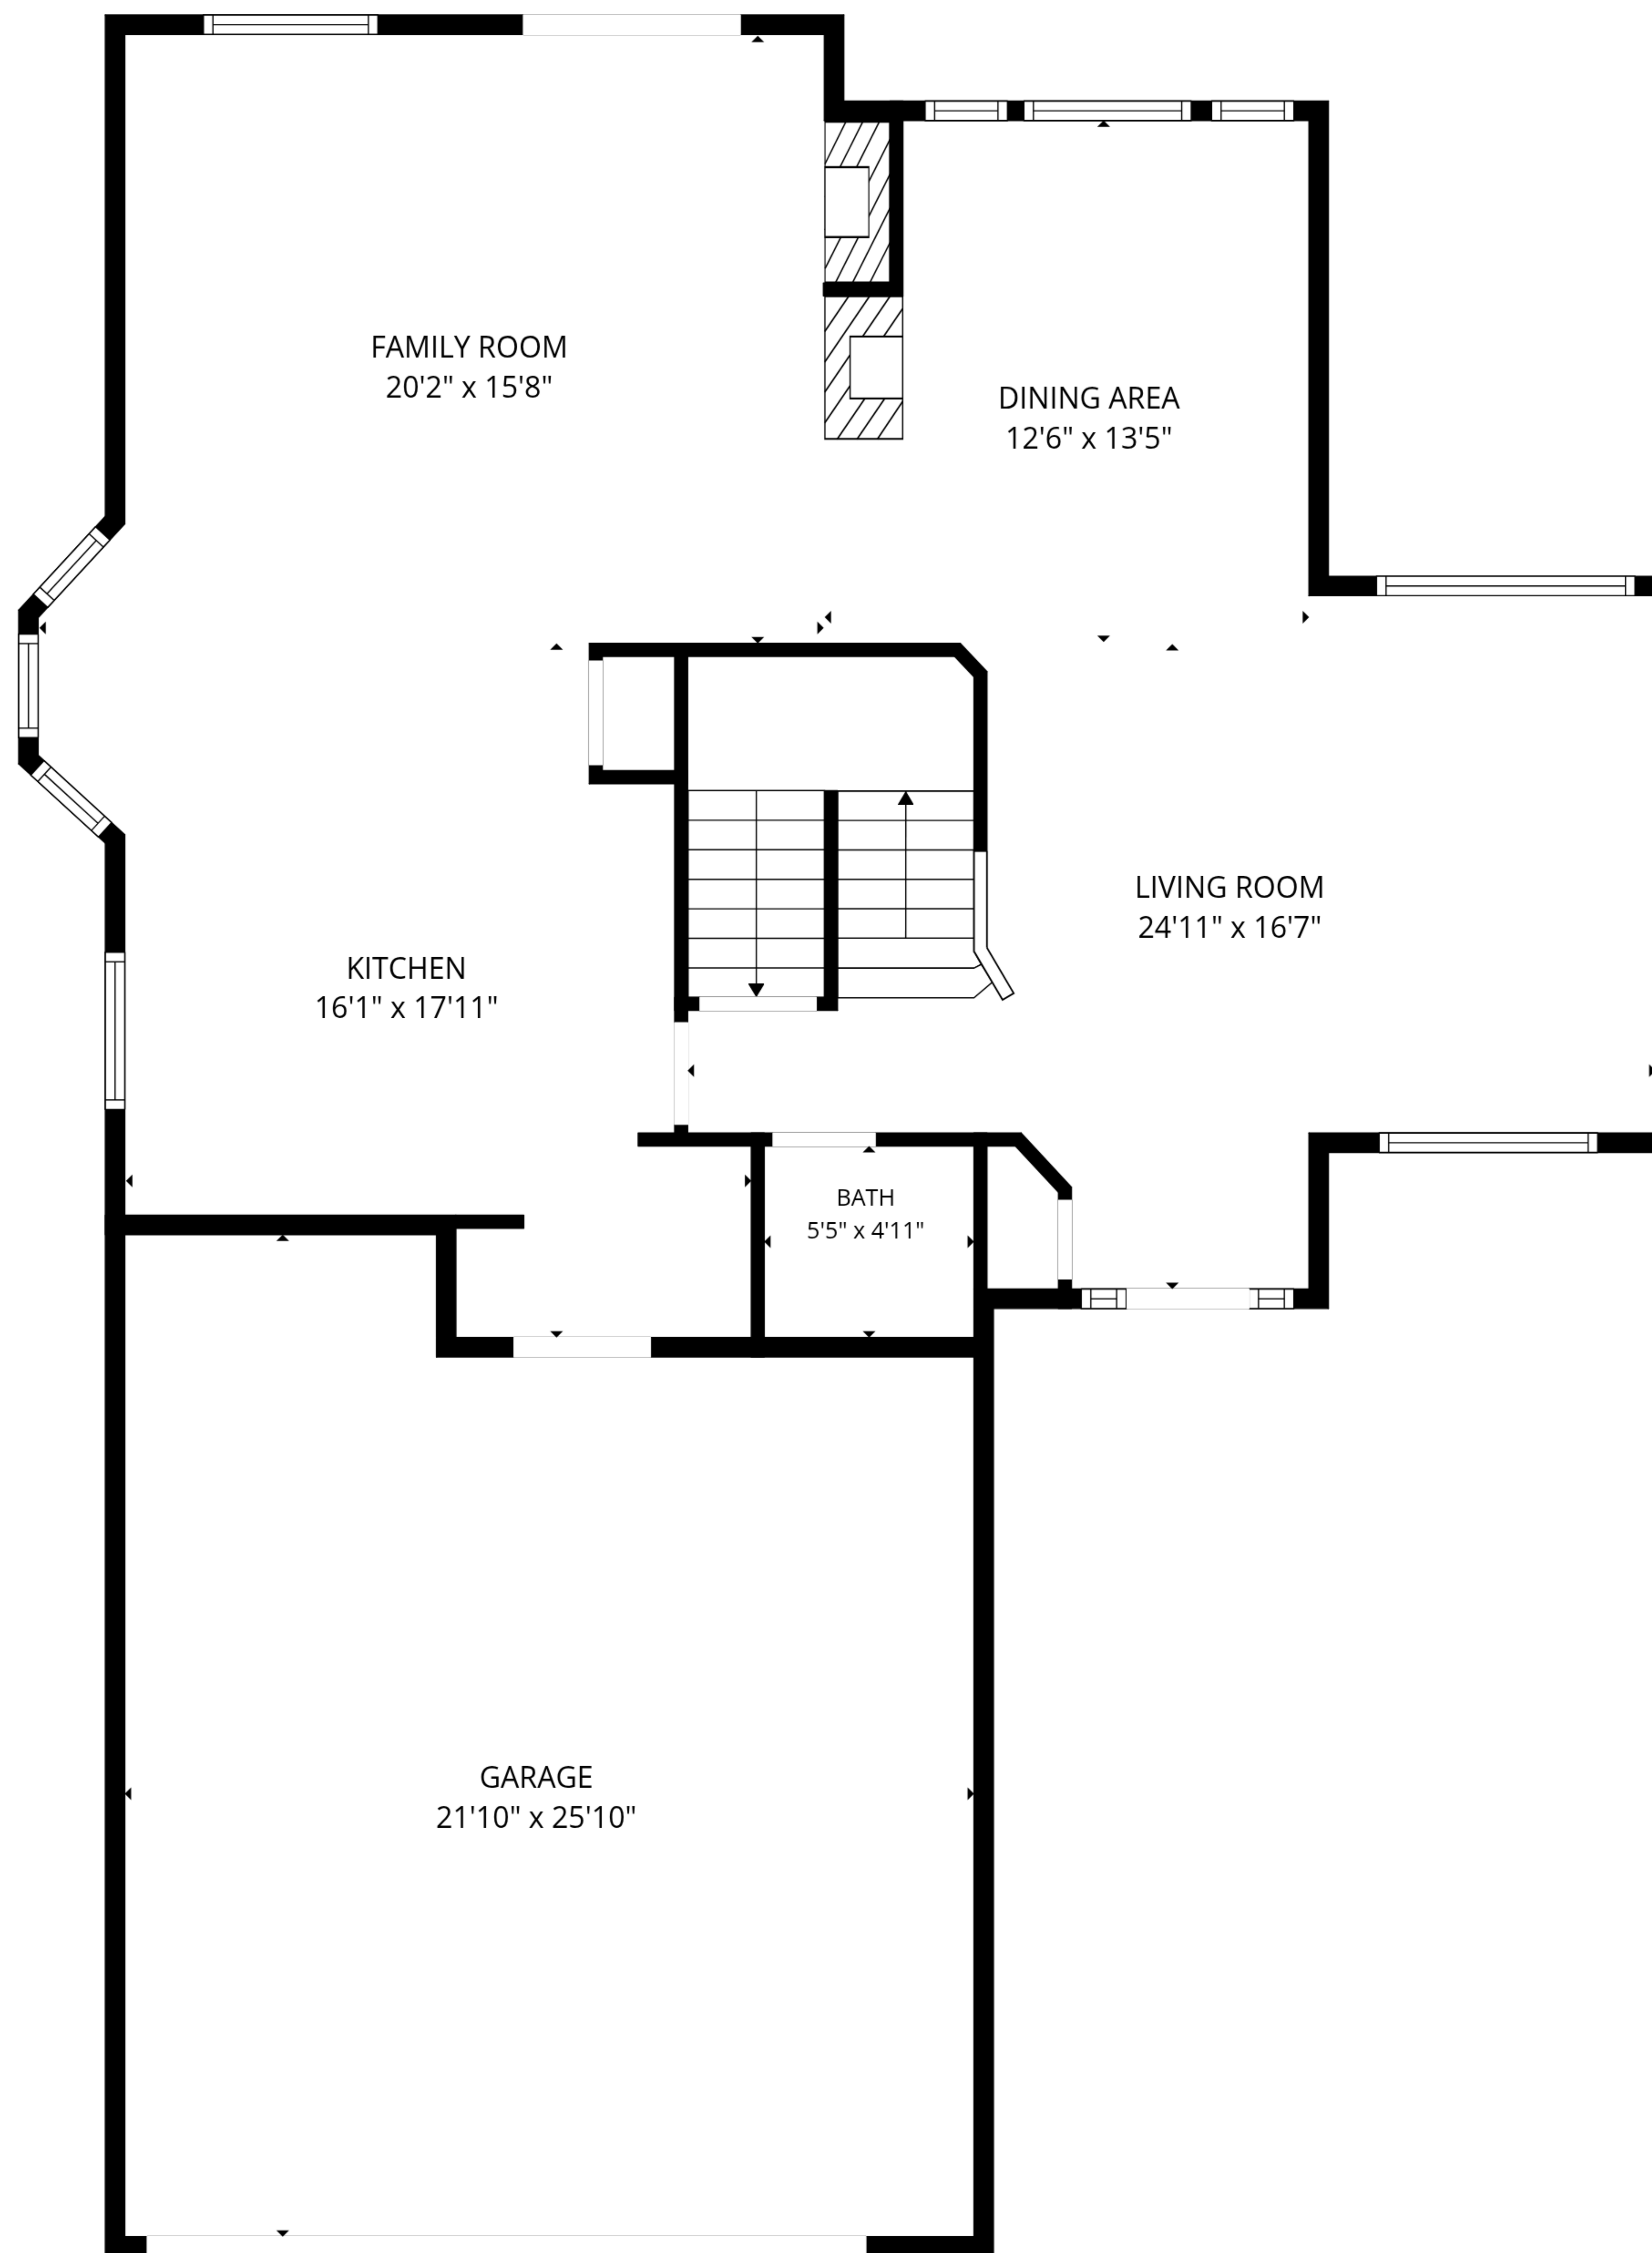 FAMILY ROOM
20'2" x 15'8"
DINING AREA
12'6" x 13'5"
LIVING ROOM
24'11" x 16'7"
KITCHEN
16'1" x 17'11"
BATH
5'5" x 4'11"
GARAGE
21'10" x 25'10"